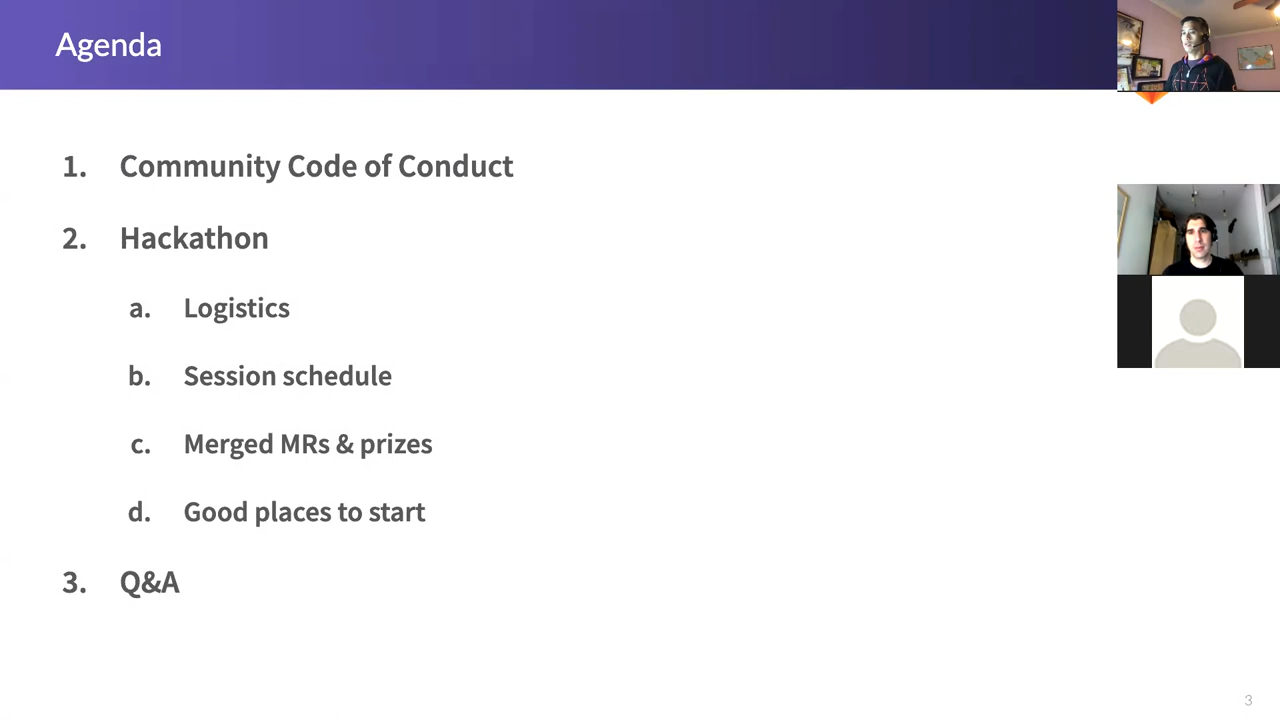 Agenda
1. Community Code of Conduct
2. Hackathon
a. Logistics
b. Session schedule
c. Merged MRs & prizes
d. Good places to start
3. Q&A
3